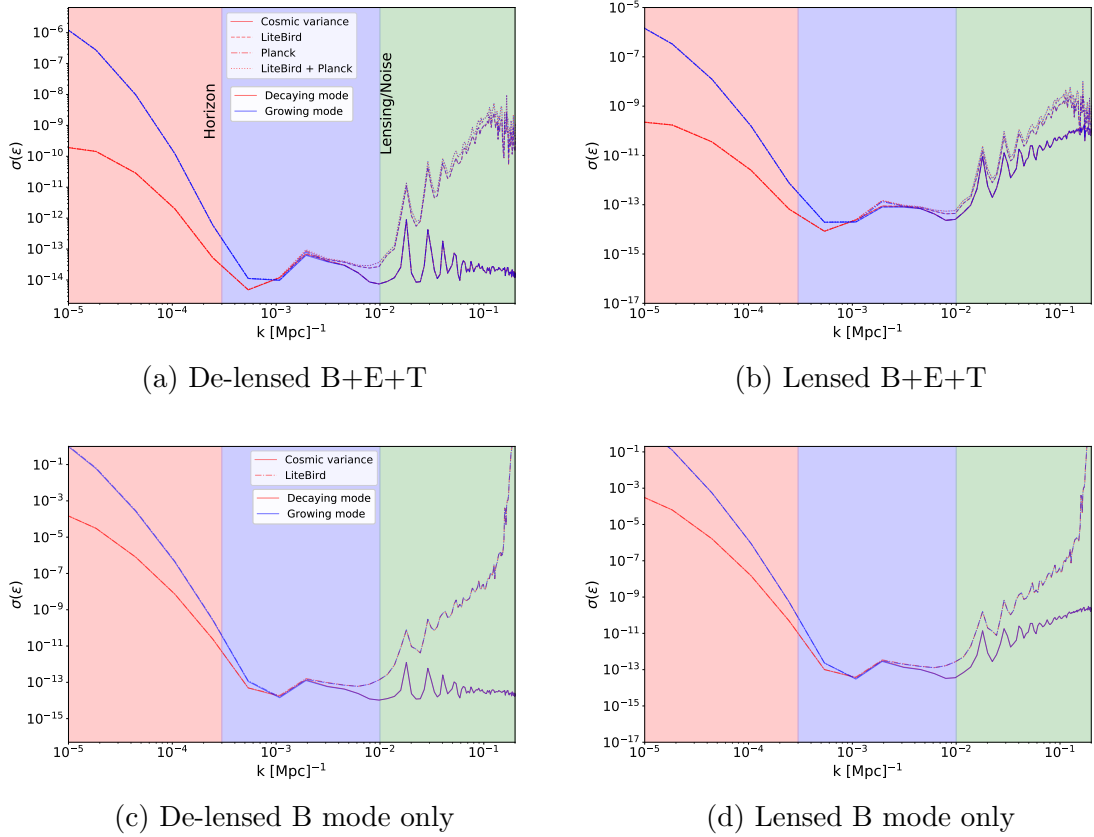 10⁻⁶
10⁻⁷
10⁻⁸
10⁻⁹
10⁻¹⁰
10⁻¹¹
10⁻¹²
10⁻¹³
10⁻¹⁴
σ(ε)
Cosmic variance
LiteBird
Planck
LiteBird + Planck
Decaying mode
Growing mode
Horizon
Lensing/Noise
10⁻⁵ 10⁻⁴ 10⁻³ 10⁻² 10⁻¹
k [Mpc]⁻¹
(a) De-lensed B+E+T
10⁻⁵
10⁻⁷
10⁻⁹
10⁻¹¹
10⁻¹³
10⁻¹⁵
10⁻¹⁷
σ(ε)
10⁻⁵ 10⁻⁴ 10⁻³ 10⁻² 10⁻¹
k [Mpc]⁻¹
(b) Lensed B+E+T
10⁻¹
10⁻³
10⁻⁵
10⁻⁷
10⁻⁹
10⁻¹¹
10⁻¹³
10⁻¹⁵
σ(ε)
Cosmic variance
LiteBird
Decaying mode
Growing mode
10⁻⁵ 10⁻⁴ 10⁻³ 10⁻² 10⁻¹
k [Mpc]⁻¹
(c) De-lensed B mode only
10⁻¹
10⁻³
10⁻⁵
10⁻⁷
10⁻⁹
10⁻¹¹
10⁻¹³
10⁻¹⁵
10⁻¹⁷
σ(ε)
10⁻⁵ 10⁻⁴ 10⁻³ 10⁻² 10⁻¹
k [Mpc]⁻¹
(d) Lensed B mode only